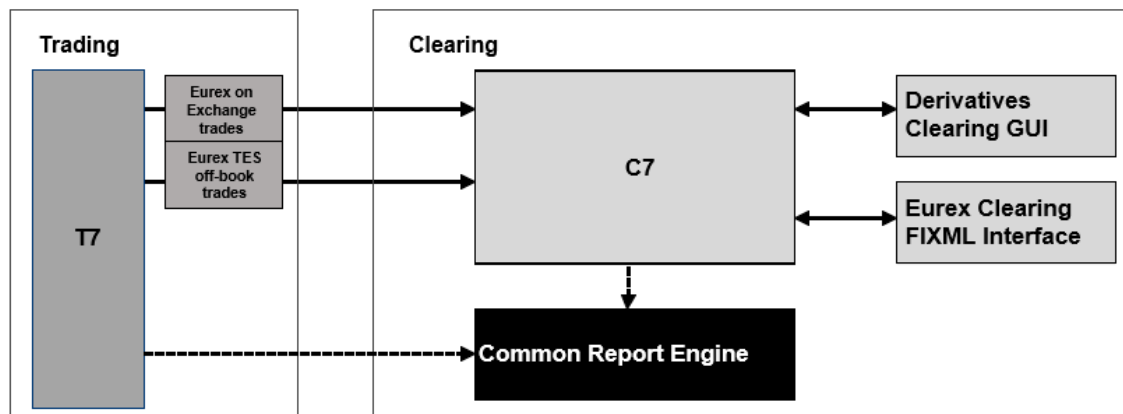 Trading
Clearing
Eurex on
Exchange
trades
Eurex TES
off-book
trades
T7
C7
Derivatives
Clearing GUI
Eurex Clearing
FIXML Interface
Common Report Engine